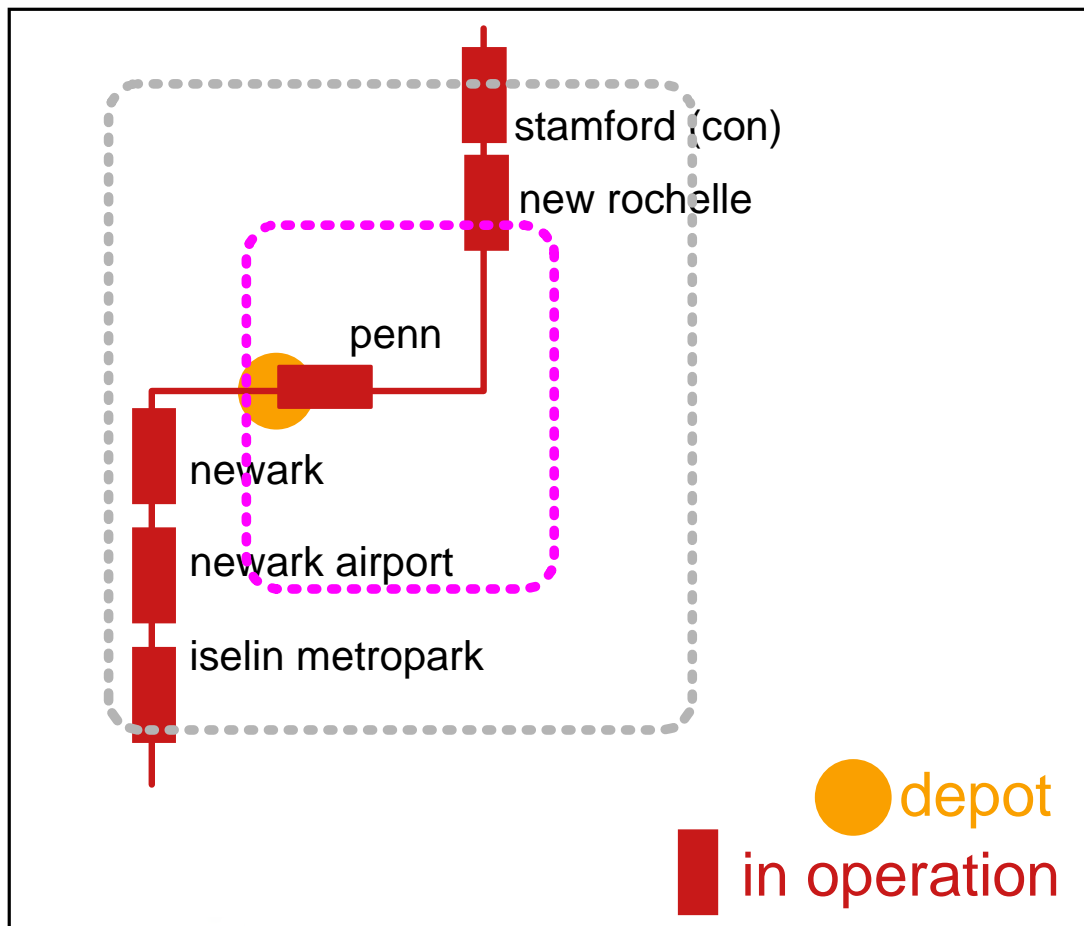 stamford (con)
new rochelle
penn
newark
newark airport
iselin metropark
depot
in operation